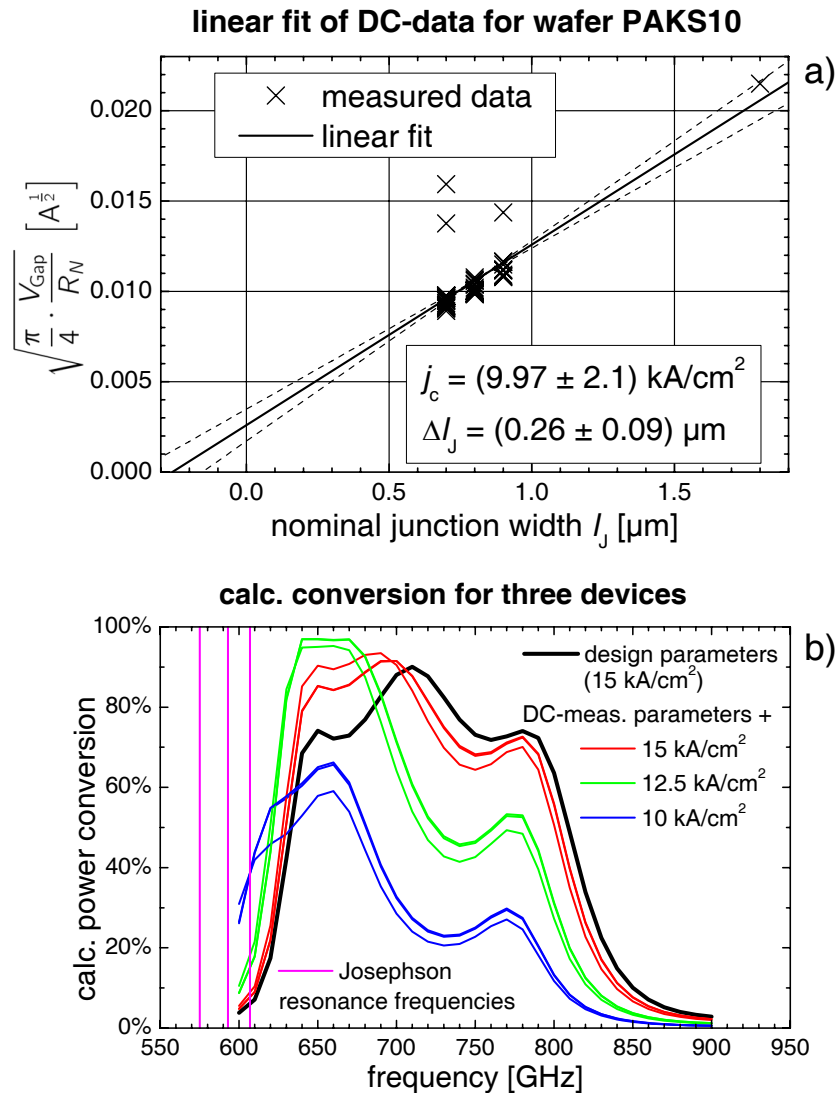 linear fit of DC-data for wafer PAKS10
a)
measured data
linear fit
√(π/4 · V_Gap/R_N) [A^½]
0.020
0.015
0.010
0.005
0.000
j_c = (9.97 ± 2.1) kA/cm²
Δl_J = (0.26 ± 0.09) µm
0.0 0.5 1.0 1.5
nominal junction width l_J [µm]
calc. conversion for three devices
b)
100%
80%
60%
40%
20%
0%
calc. power conversion
design parameters
(15 kA/cm²)
DC-meas. parameters +
15 kA/cm²
12.5 kA/cm²
10 kA/cm²
Josephson
resonance frequencies
550 600 650 700 750 800 850 900 950
frequency [GHz]